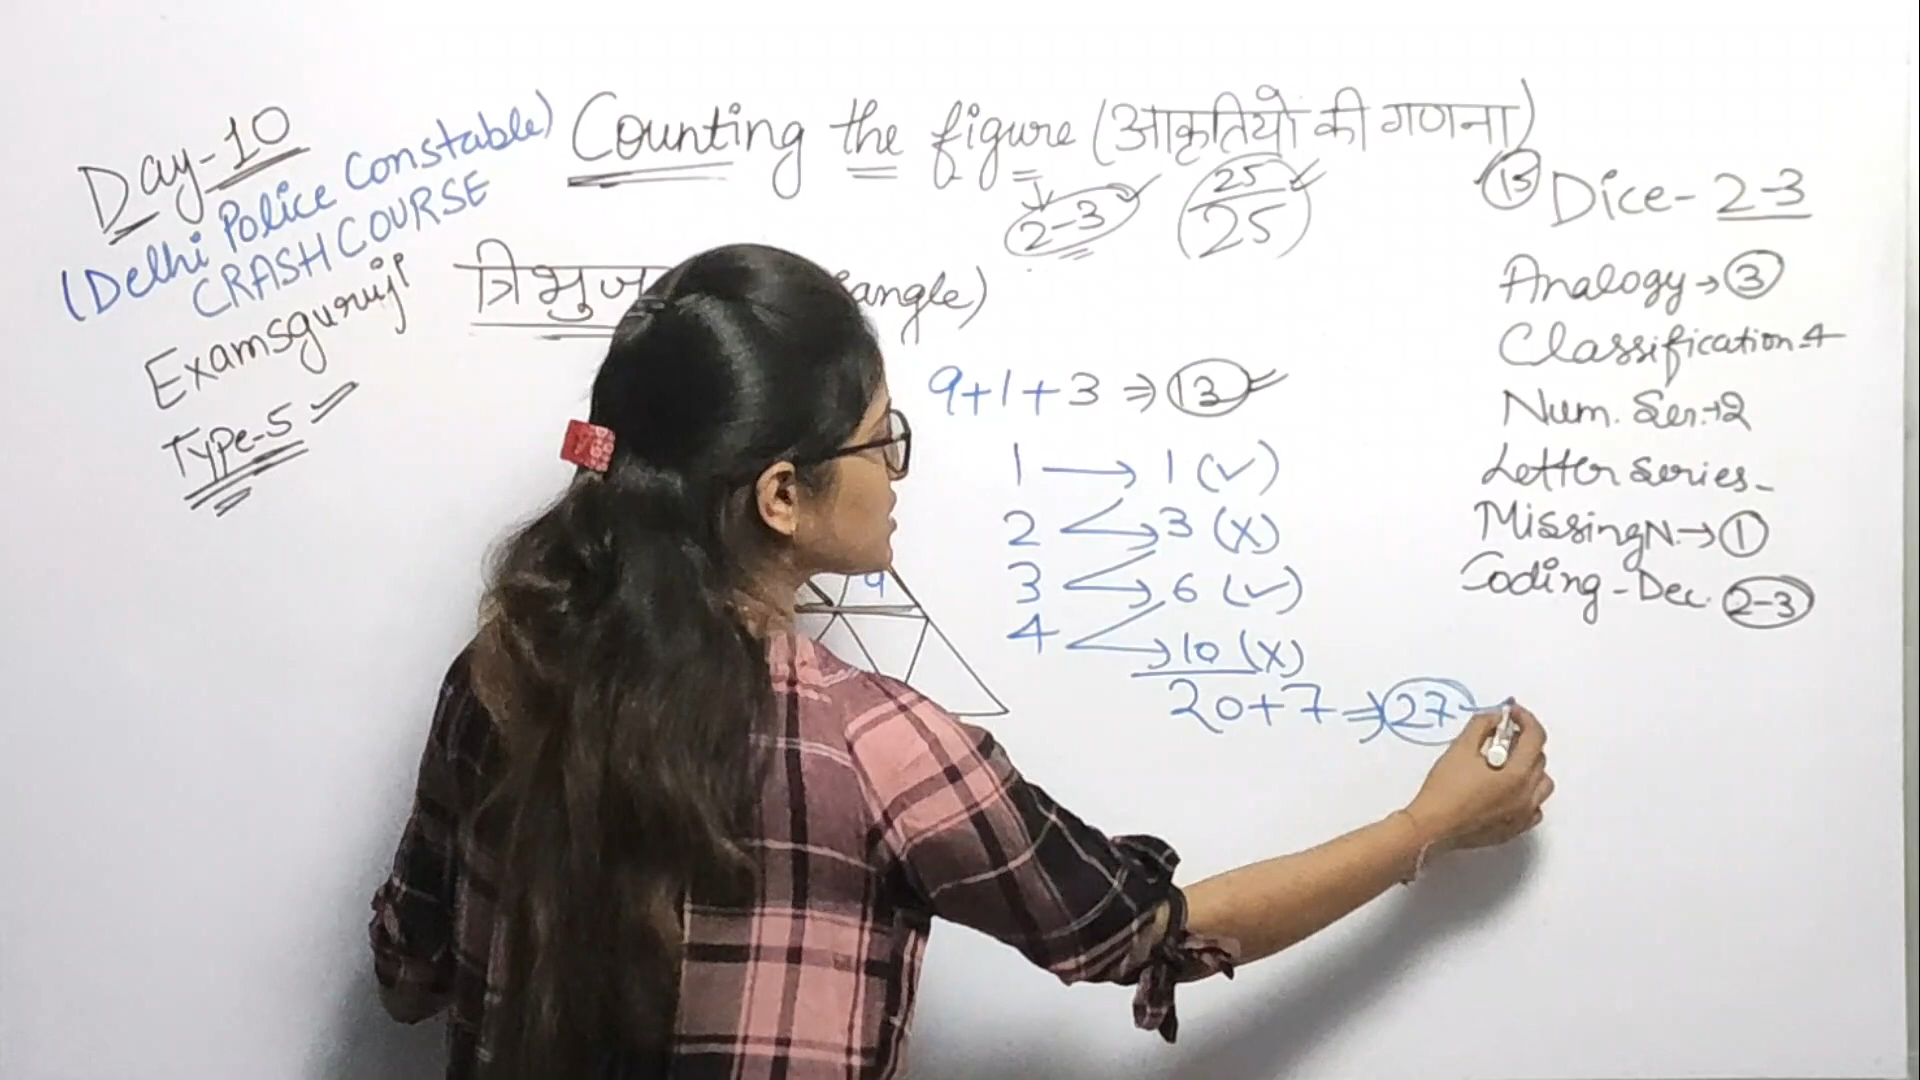 Day-10
(Delhi Police Constable)
CRASH COURSE
Examsguruji
Type-5
Counting the figure (आकृतियो की गणना)
2-3
25/25
त्रिभुज angle)
9+1+3 ⇒ 13
1 → 1 (✓)
2 → 3 (X)
3 → 6 (✓)
4 → 10 (X)
20+7 ⇒ 27
9
15 Dice- 2-3
Analogy → 3
Classification-4
Num. Ser.→2
Letter Series-
Missing N. → 1
Coding-Dec. 2-3